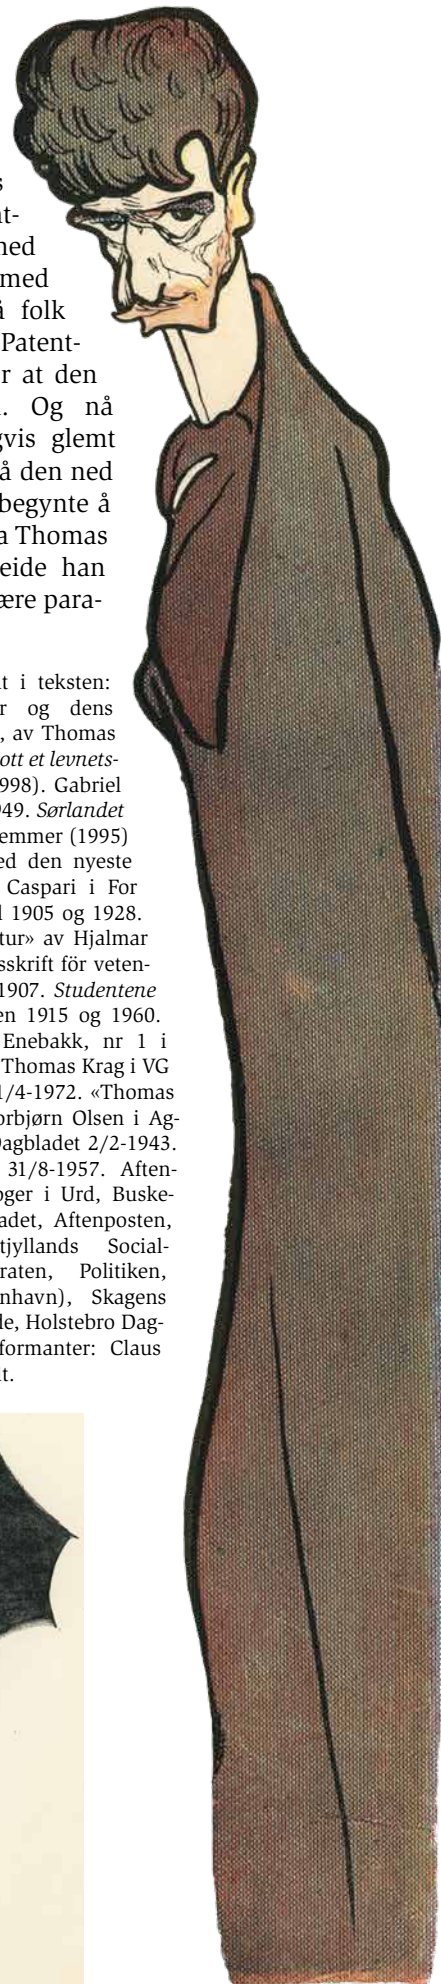 s
t-
ned
med
å folk
Patent-
r at den
. Og nå
gvis glemt
å den ned
begynte å
a Thomas
eide han
ære para-
t i teksten:
r og dens
, av Thomas
ott et levnets-
1998). Gabriel
949. Sørlandet
temmer (1995)
ed den nyeste
Caspari i For
l 1905 og 1928.
tur» av Hjalmar
sskrift för veten-
1907. Studentene
en 1915 og 1960.
Enebakk, nr 1 i
Thomas Krag i VG
1/4-1972. «Thomas
orbjørn Olsen i Ag-
Dagbladet 2/2-1943.
31/8-1957. Aften-
oger i Urd, Buske-
adet, Aftenposten,
tjyllands Social-
raten, Politiken,
nhavn), Skagens
le, Holstebro Dag-
formanter: Claus
lt.